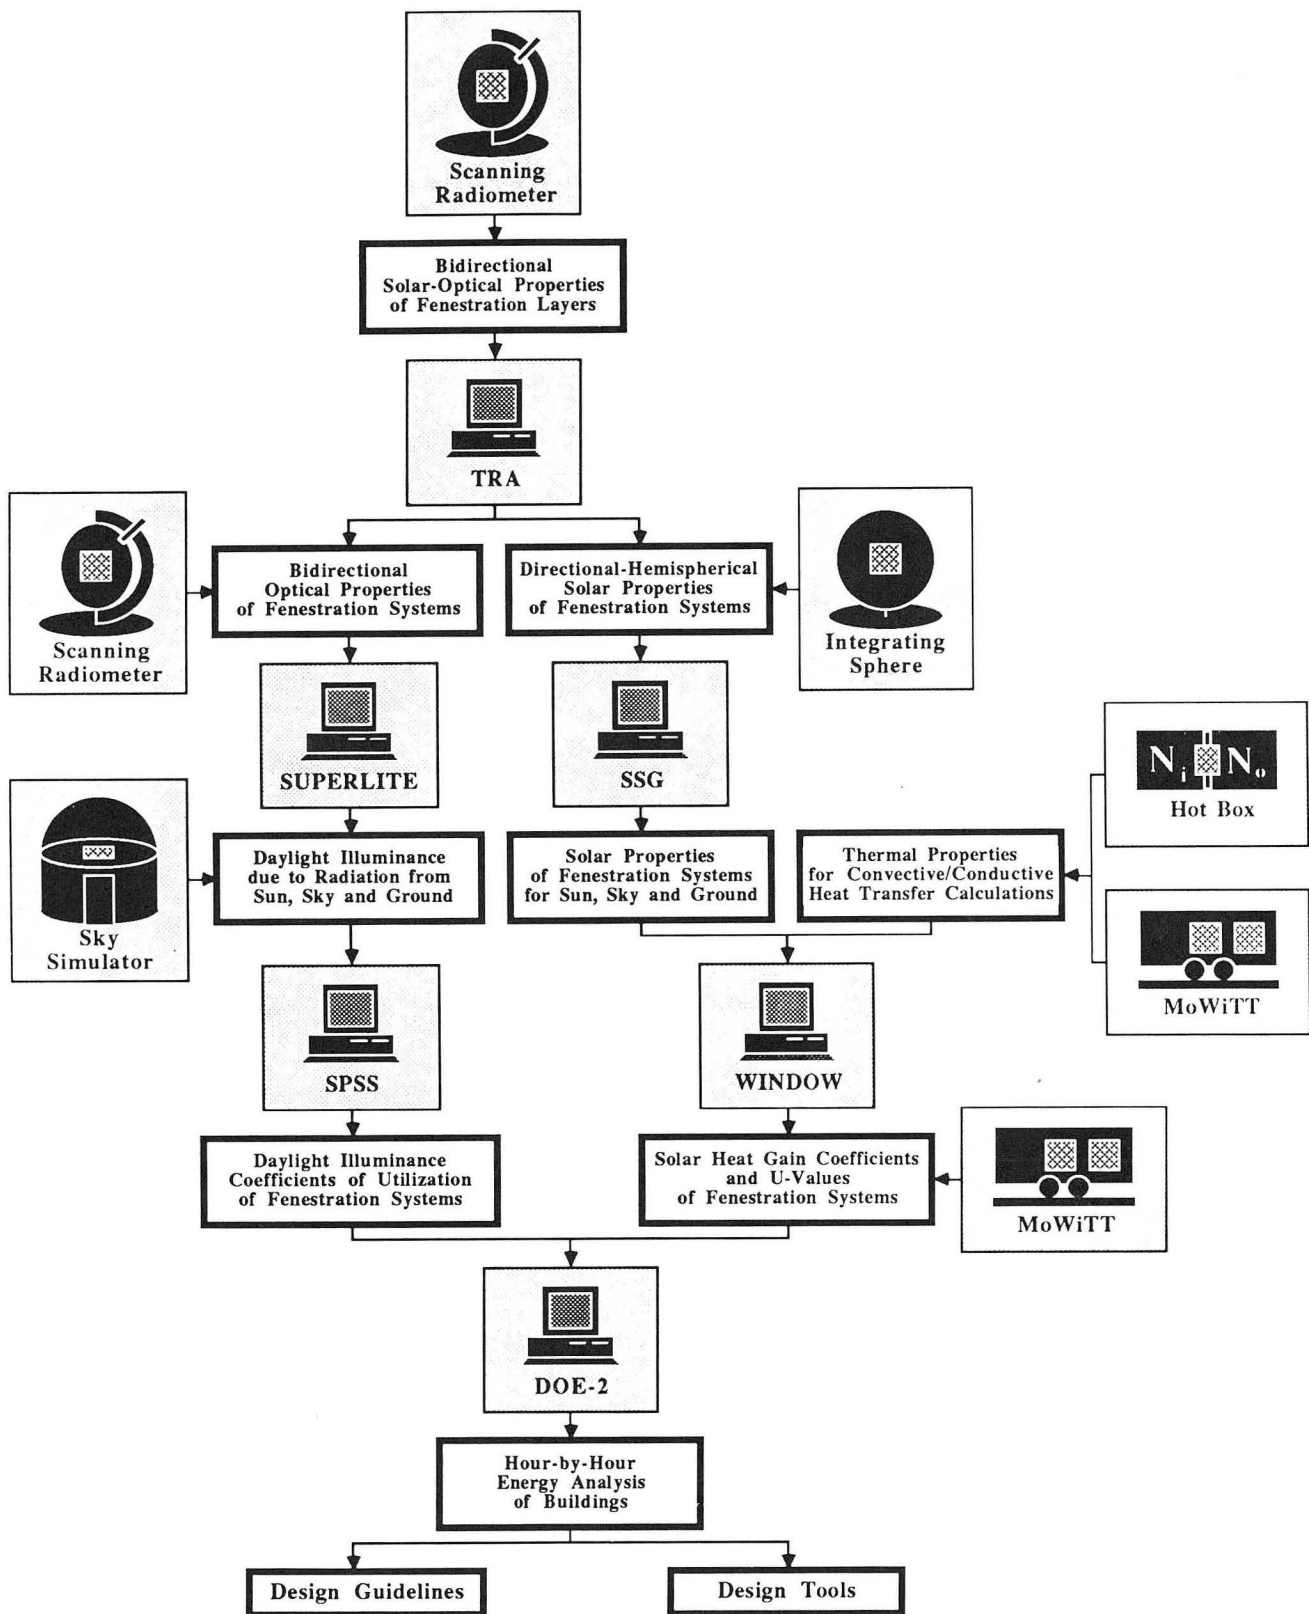 Scanning
Radiometer
Bidirectional
Solar-Optical Properties
of Fenestration Layers
TRA
Scanning
Radiometer
Bidirectional
Optical Properties
of Fenestration Systems
Directional-Hemispherical
Solar Properties
of Fenestration Systems
Integrating
Sphere
SUPERLITE
SSG
N i N o
Hot Box
Sky
Simulator
Daylight Illuminance
due to Radiation from
Sun, Sky and Ground
Solar Properties
of Fenestration Systems
for Sun, Sky and Ground
Thermal Properties
for Convective/Conductive
Heat Transfer Calculations
MoWiTT
SPSS
WINDOW
Daylight Illuminance
Coefficients of Utilization
of Fenestration Systems
Solar Heat Gain Coefficients
and U-Values
of Fenestration Systems
MoWiTT
DOE-2
Hour-by-Hour
Energy Analysis
of Buildings
Design Guidelines
Design Tools